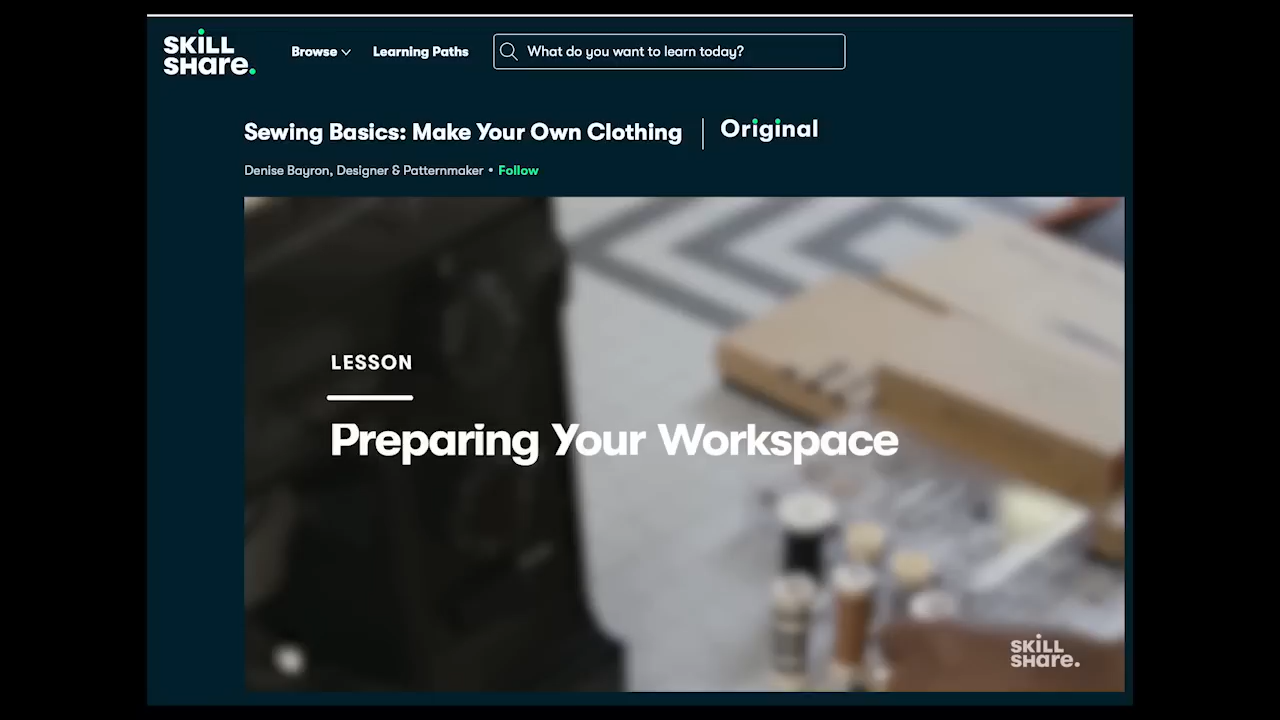 SKILL
SHare.
Browse
Learning Paths
What do you want to learn today?
Sewing Basics: Make Your Own Clothing
Original
Denise Bayron, Designer & Patternmaker • Follow
LESSON
Preparing Your Workspace
SKILL
SHare.